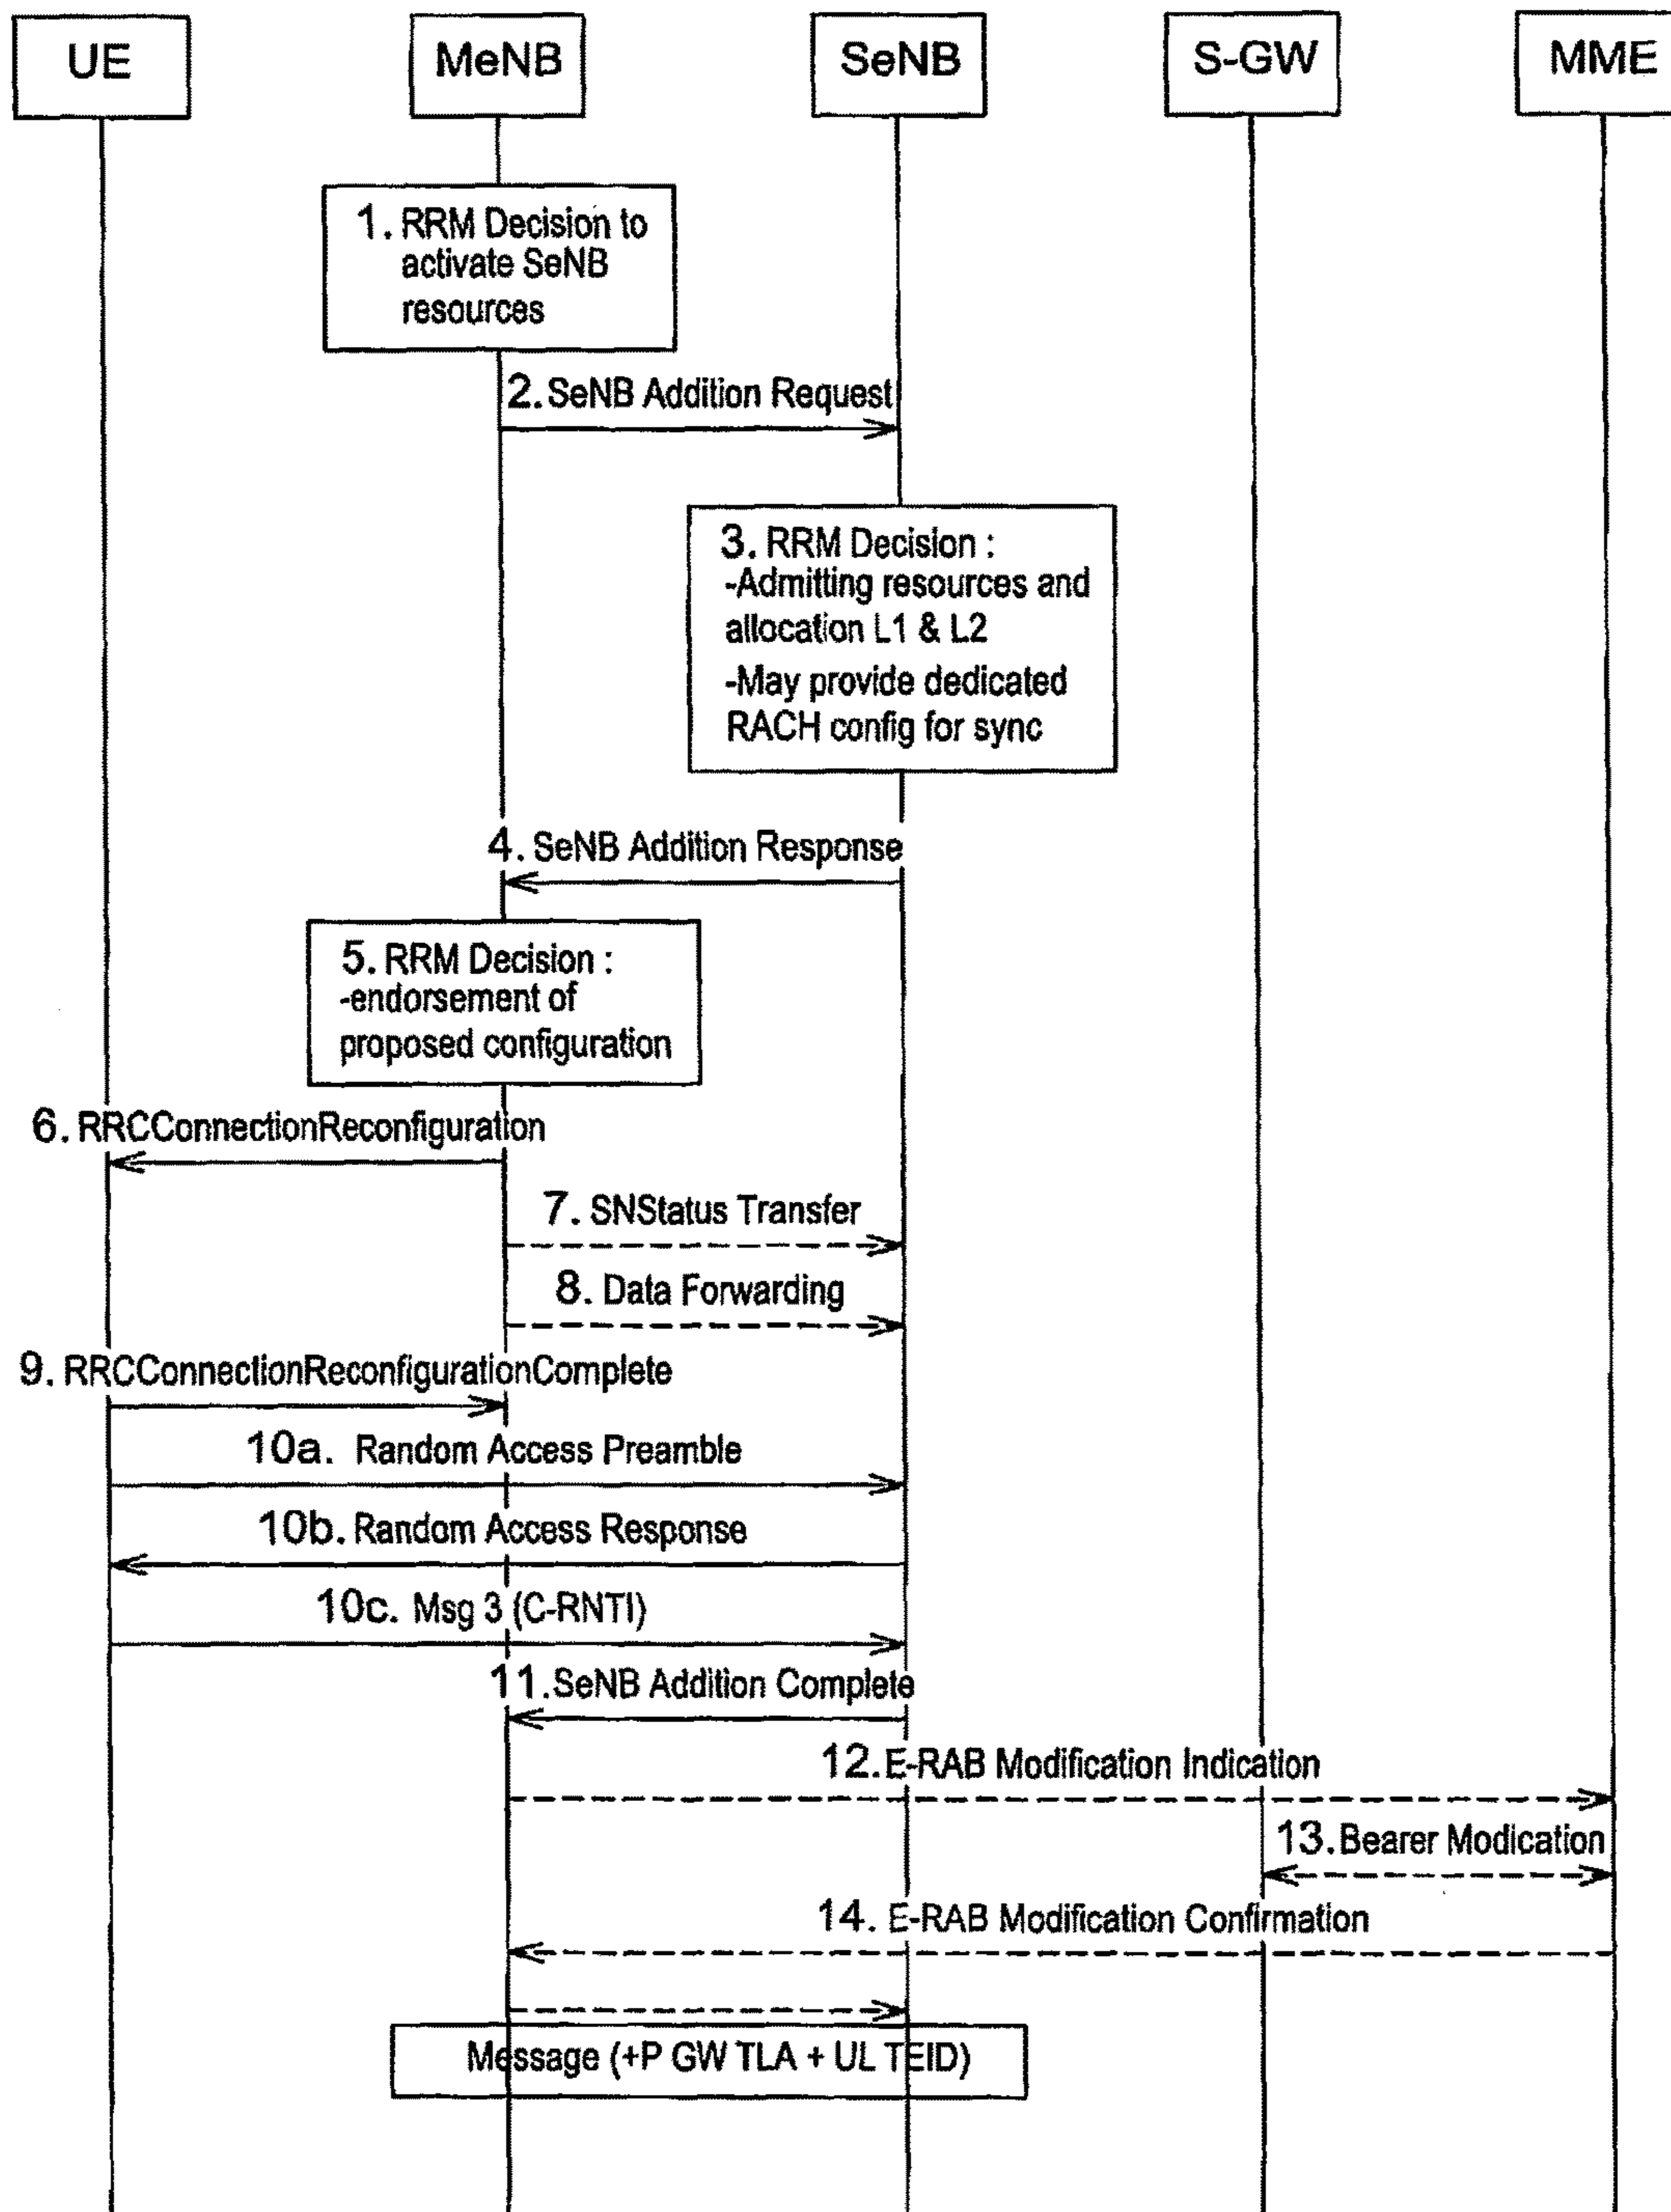 UE MeNB SeNB S-GW MME
1. RRM Decision to
activate SeNB
resources
2. SeNB Addition Request
3. RRM Decision :
-Admitting resources and
allocation L1 & L2
-May provide dedicated
RACH config for sync
4. SeNB Addition Response
5. RRM Decision :
-endorsement of
proposed configuration
6. RRCConnectionReconfiguration
7. SNStatus Transfer
8. Data Forwarding
9. RRCConnectionReconfigurationComplete
10a. Random Access Preamble
10b. Random Access Response
10c. Msg 3 (C-RNTI)
11. SeNB Addition Complete
12. E-RAB Modification Indication
13. Bearer Modication
14. E-RAB Modification Confirmation
Message (+P GW TLA + UL TEID)